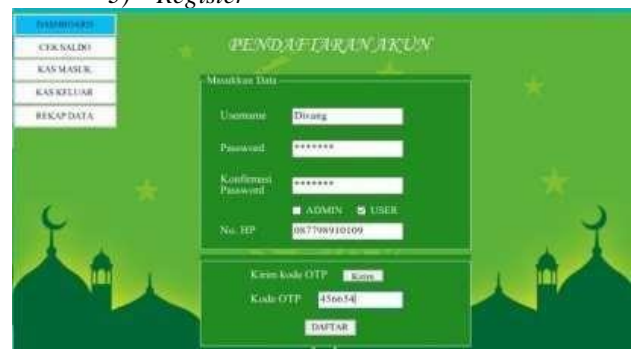 Register
DASHBOARD
CEK SALDO
KAS MASUK
KAS KELUAR
REKAP DATA
PENDAFTARAN AKUN
Masukkan Data
Username Divang
Password *******
Konfirmasi
Password *******
ADMIN USER
No. HP 087798910109
Kirim kode OTP Kirim
Kode OTP 456654
DAFTAR